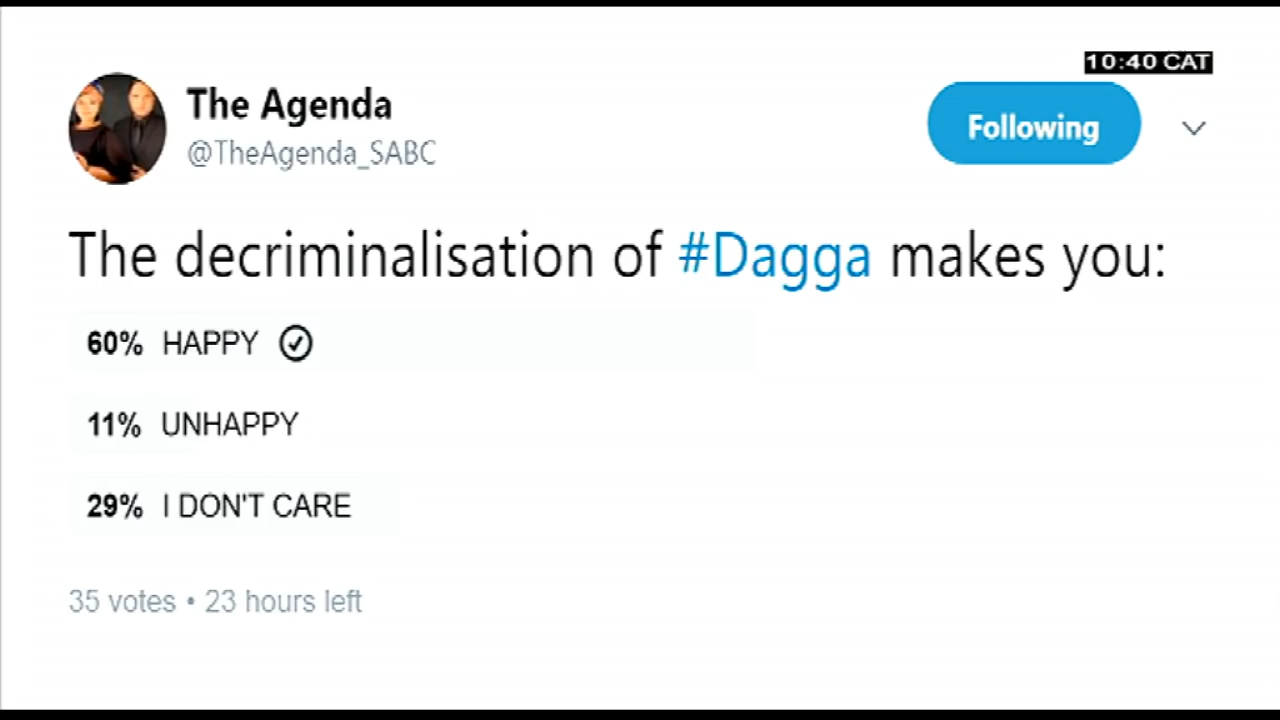 10:40 CAT
The Agenda
@TheAgenda_SABC
Following
The decriminalisation of #Dagga makes you:
60% HAPPY
11% UNHAPPY
29% I DON'T CARE
35 votes • 23 hours left